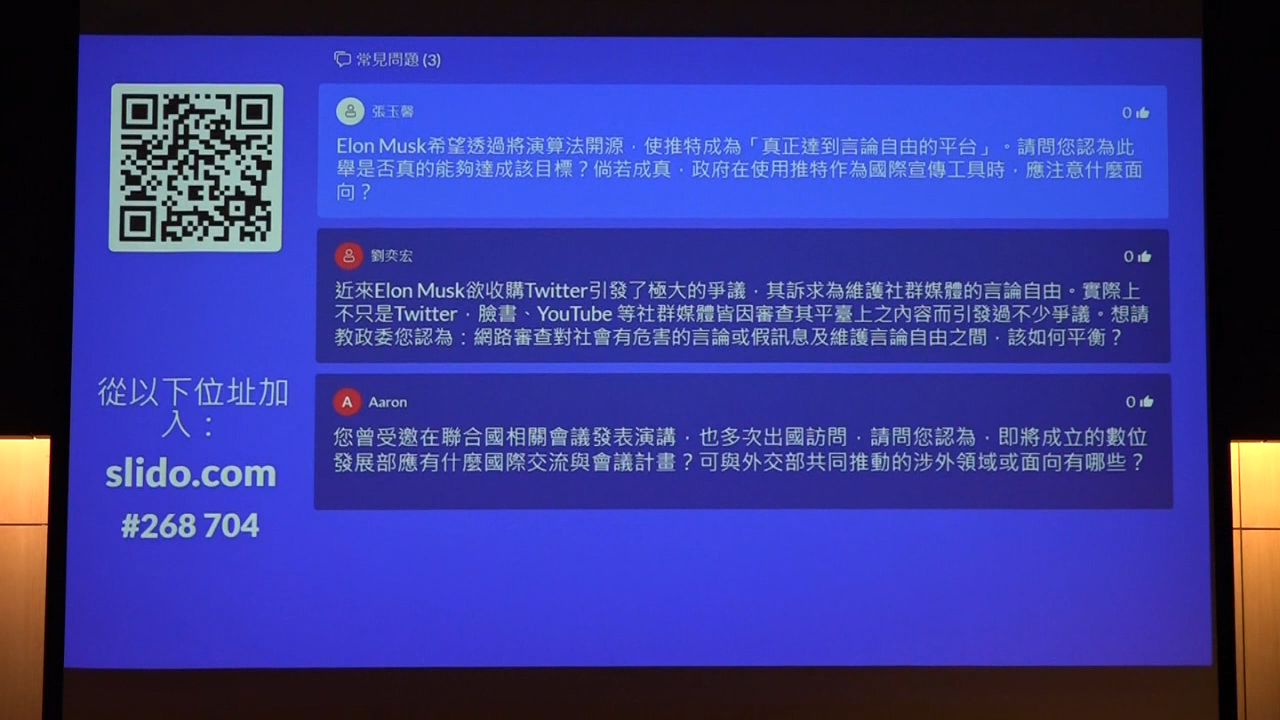 常見問題 (3)
張玉馨
0
Elon Musk希望透過將演算法開源，使推特成為「真正達到言論自由的平台」。請問您認為此
舉是否真的能夠達成該目標？倘若成真，政府在使用推特作為國際宣傳工具時，應注意什麼面
向？
劉奕宏
0
近來Elon Musk欲收購Twitter引發了極大的爭議，其訴求為維護社群媒體的言論自由。實際上
不只是Twitter，臉書、YouTube 等社群媒體皆因審查其平臺上之內容而引發過不少爭議。想請
教政委您認為：網路審查對社會有危害的言論或假訊息及維護言論自由之間，該如何平衡？
A
Aaron
0
您曾受邀在聯合國相關會議發表演講，也多次出國訪問，請問您認為，即將成立的數位
發展部應有什麼國際交流與會議計畫？可與外交部共同推動的涉外領域或面向有哪些？
從以下位址加
入：
slido.com
#268 704